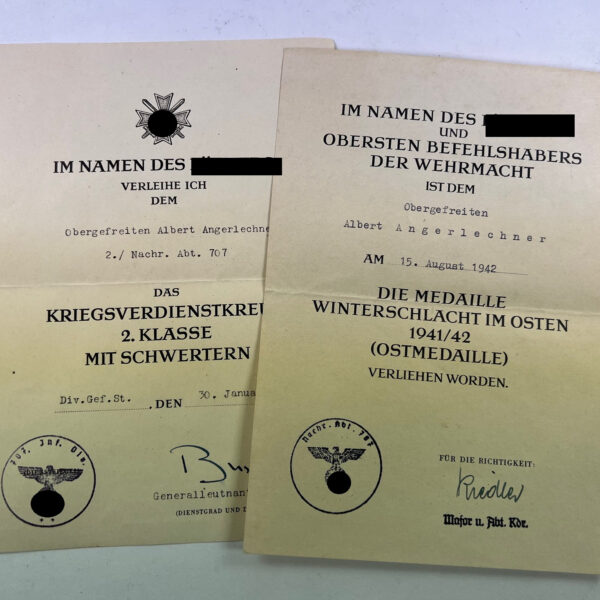 IM NAMEN DES
VERLEIHE ICH
DEM
Obergefreiten Albert Angerlechne
2./ Nachr. Abt. 707
DAS
KRIEGSVERDIENSTKREU
2. KLASSE
MIT SCHWERTERN
Div.Gef.St. , DEN 30. Janua
707. Inf. Div.
Generalleutnant
(DIENSTGRAD UND D
IM NAMEN DES
UND
OBERSTEN BEFEHLSHABERS
DER WEHRMACHT
IST DEM
Obergefreiten
Albert Angerlechner
AM 15. August 1942
DIE MEDAILLE
WINTERSCHLACHT IM OSTEN
1941/42
(OSTMEDAILLE)
VERLIEHEN WORDEN.
Nachr. Abt. 707
FÜR DIE RICHTIGKEIT:
Riedler
Major u. Abt. Kdr.